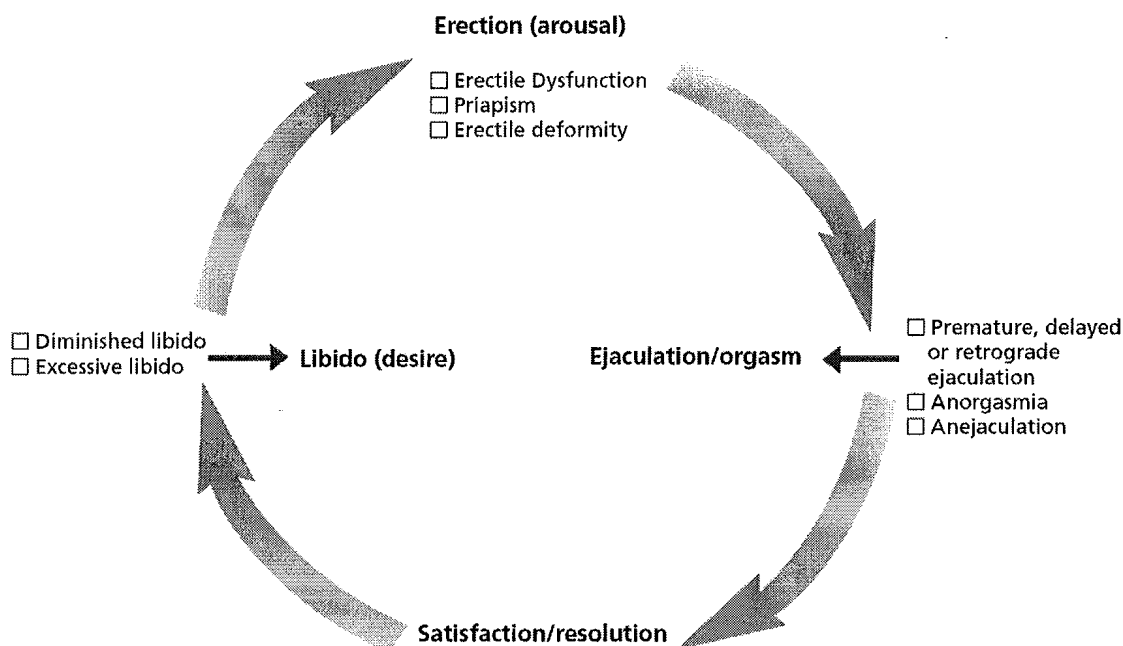 Erection (arousal)
☐ Erectile Dysfunction
☐ Priapism
☐ Erectile deformity
☐ Diminished libido
☐ Excessive libido
Libido (desire)
Ejaculation/orgasm
☐ Premature, delayed
or retrograde
ejaculation
☐ Anorgasmia
☐ Anejaculation
Satisfaction/resolution